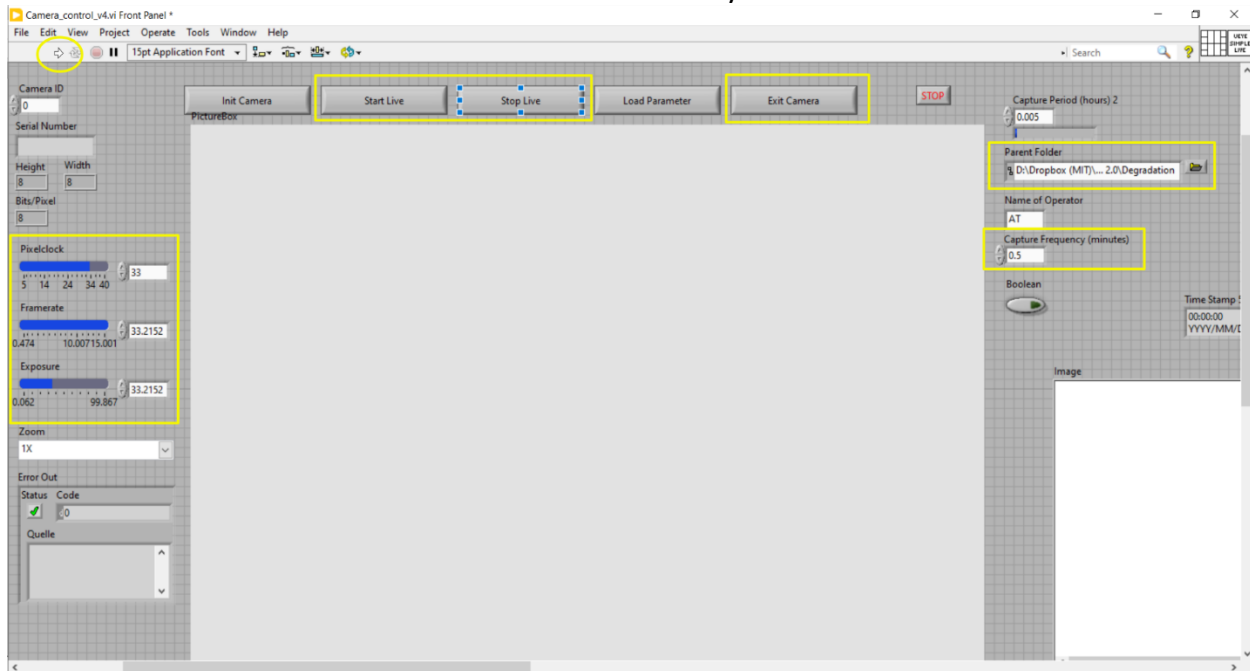 Camera_control_v4.vi Front Panel *
File Edit View Project Operate Tools Window Help
15pt Application Font
Search
VEYE
SIMPLE
LIVE
Camera ID
0
Serial Number
Height Width
8 8
Bits/Pixel
8
Pixelclock
33
5 14 24 34 40
Framerate
33.2152
0.474 10.00715.001
Exposure
33.2152
0.062 99.867
Zoom
1X
Error Out
Status Code
0
Quelle
Init Camera Start Live Stop Live Load Parameter Exit Camera STOP
PictureBox
Capture Period (hours) 2
0.005
Parent Folder
D:\Dropbox (MIT)\... 2.0\Degradation
Name of Operator
AT
Capture Frequency (minutes)
0.5
Boolean
Time Stamp
00:00:00
YYYY/MM/D
Image